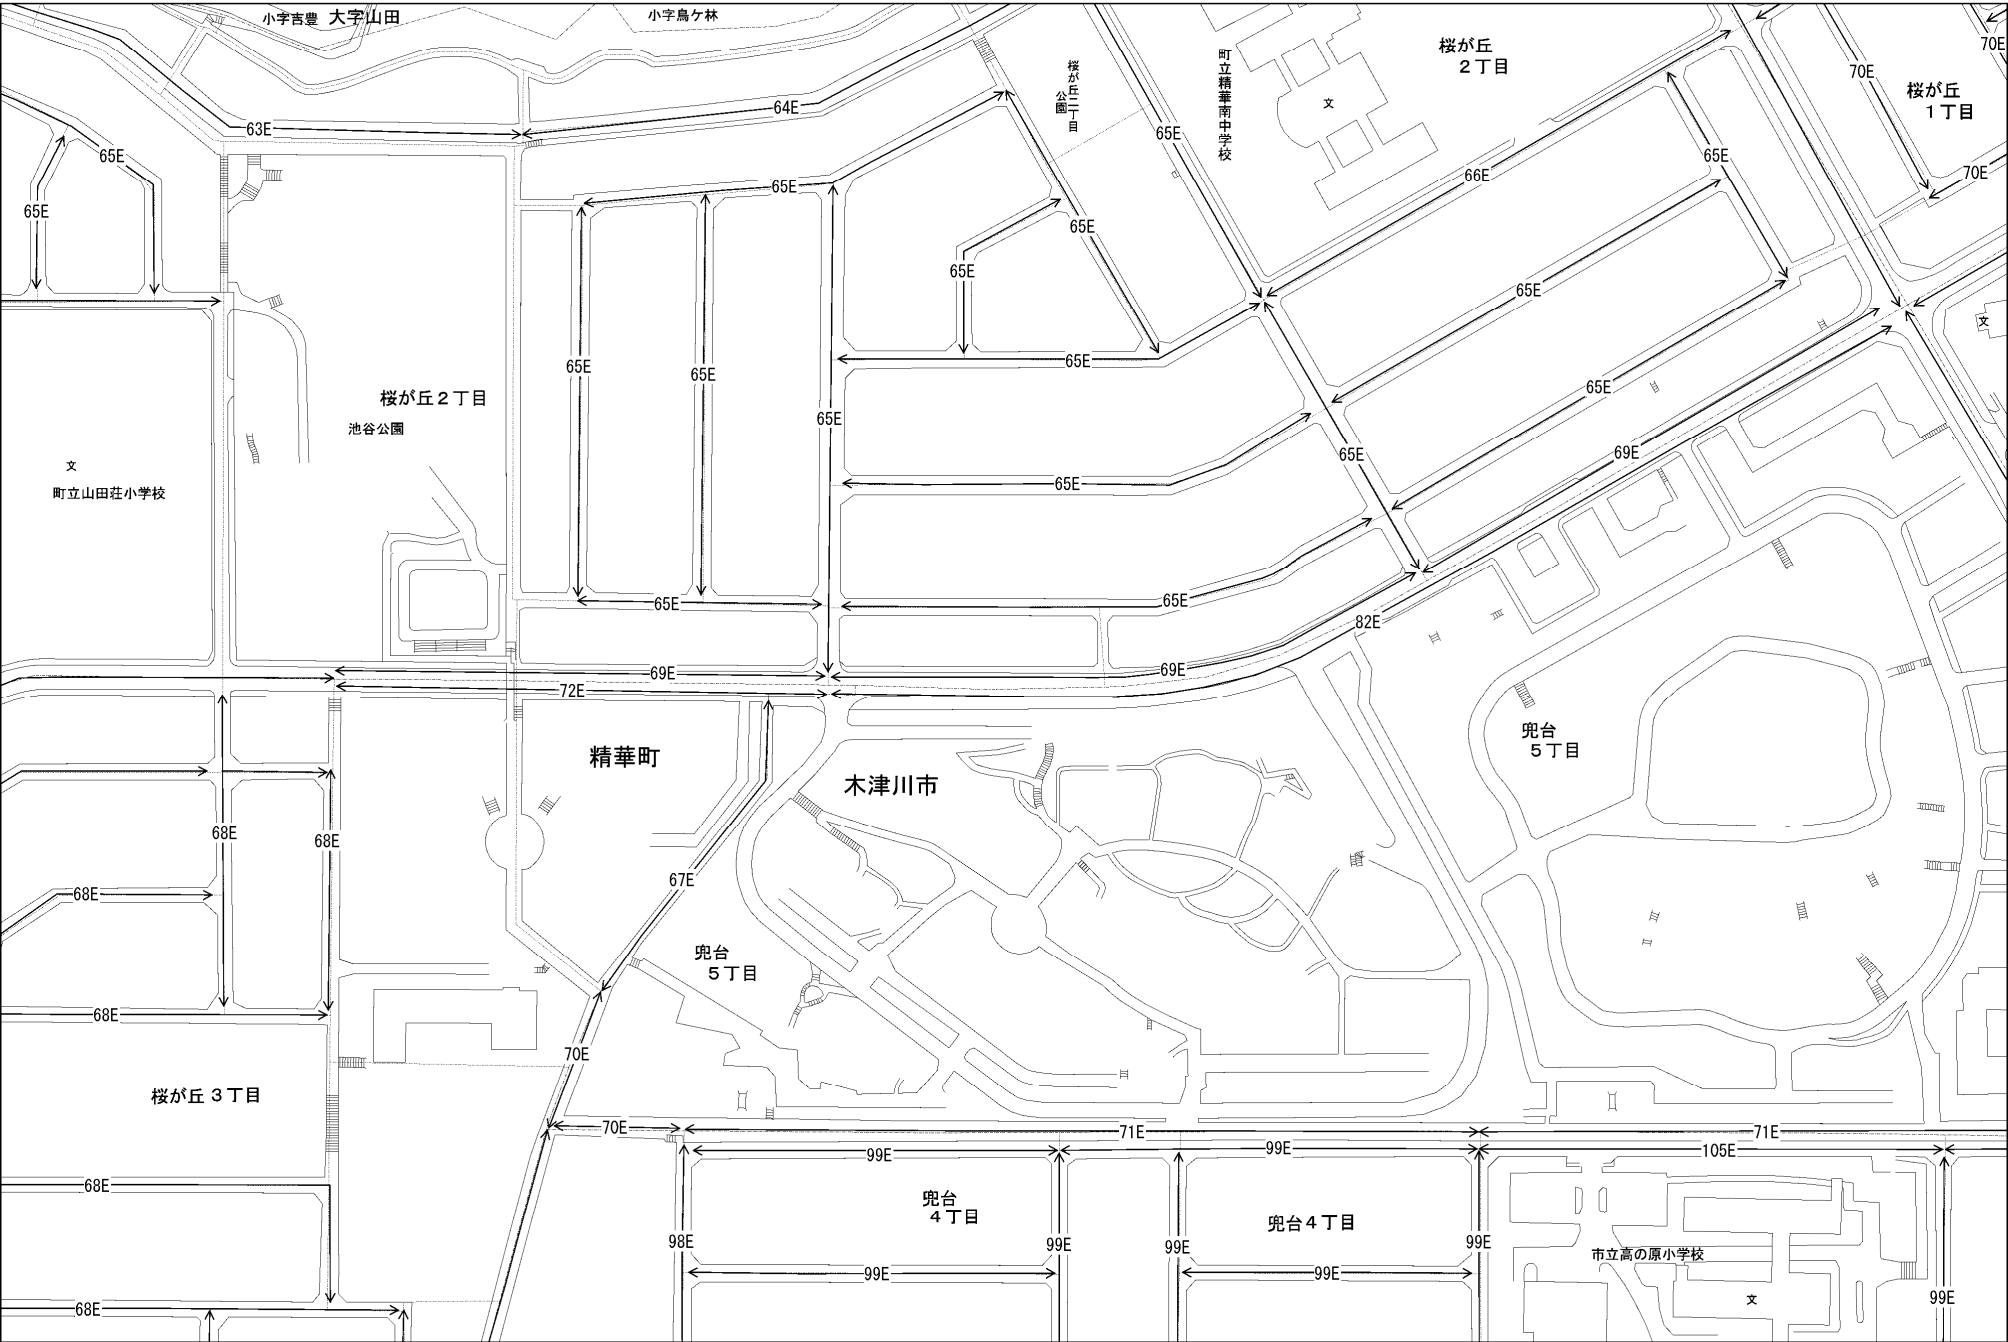 小字吉豊
大字山田
小字鳥ケ林
桜が丘二丁目
公園
町立精華南中学校
文
桜が丘
2丁目
70E
70E
桜が丘
1丁目
63E
64E
65E
65E
65E
66E
65E
70E
65E
65E
65E
65E
65E
文
65E
65E
65E
65E
65E
桜が丘2丁目
池谷公園
65E
65E
69E
文
町立山田荘小学校
65E
65E
65E
82E
69E
69E
72E
精華町
木津川市
兜台
5丁目
68E
68E
67E
68E
兜台
5丁目
68E
70E
桜が丘3丁目
70E
71E
71E
99E
99E
105E
68E
兜台
4丁目
兜台4丁目
98E
99E
99E
99E
市立高の原小学校
99E
99E
99E
文
68E